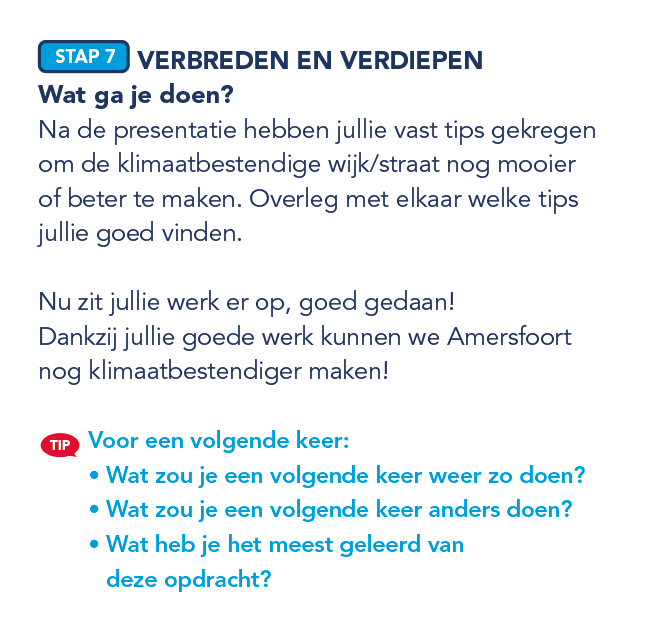 STAP 7 VERBREDEN EN VERDIEPEN
Wat ga je doen?
Na de presentatie hebben jullie vast tips gekregen
om de klimaatbestendige wijk/straat nog mooier
of beter te maken. Overleg met elkaar welke tips
jullie goed vinden.
Nu zit jullie werk er op, goed gedaan!
Dankzij jullie goede werk kunnen we Amersfoort
nog klimaatbestendiger maken!
TIP Voor een volgende keer:
• Wat zou je een volgende keer weer zo doen?
• Wat zou je een volgende keer anders doen?
• Wat heb je het meest geleerd van
deze opdracht?